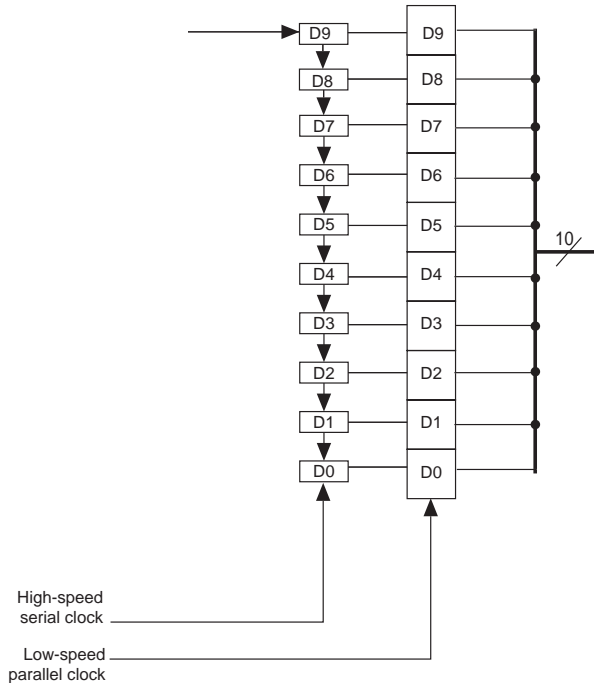 D9 D9
D8 D8
D7 D7
D6 D6
D5 D5
10
D4 D4
D3 D3
D2 D2
D1 D1
D0 D0
High-speed
serial clock
Low-speed
parallel clock